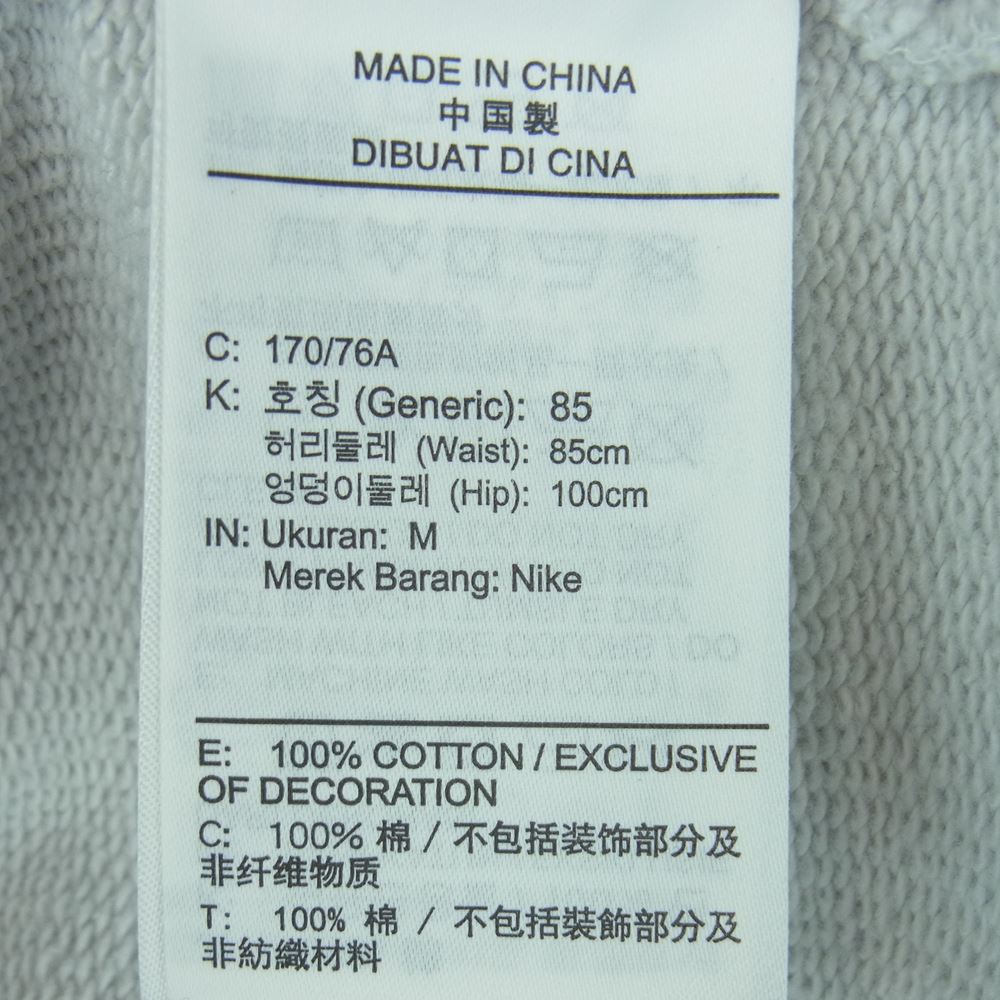 MADE IN CHINA
中国製
DIBUAT DI CINA
C: 170/76A
K: 호칭 (Generic): 85
허리둘레 (Waist): 85cm
엉덩이둘레 (Hip): 100cm
IN: Ukuran: M
Merek Barang: Nike
E: 100% COTTON / EXCLUSIVE
OF DECORATION
C: 100% 棉 / 不包括装饰部分及
非纤维物质
T: 100% 棉 / 不包括裝飾部分及
非紡織材料